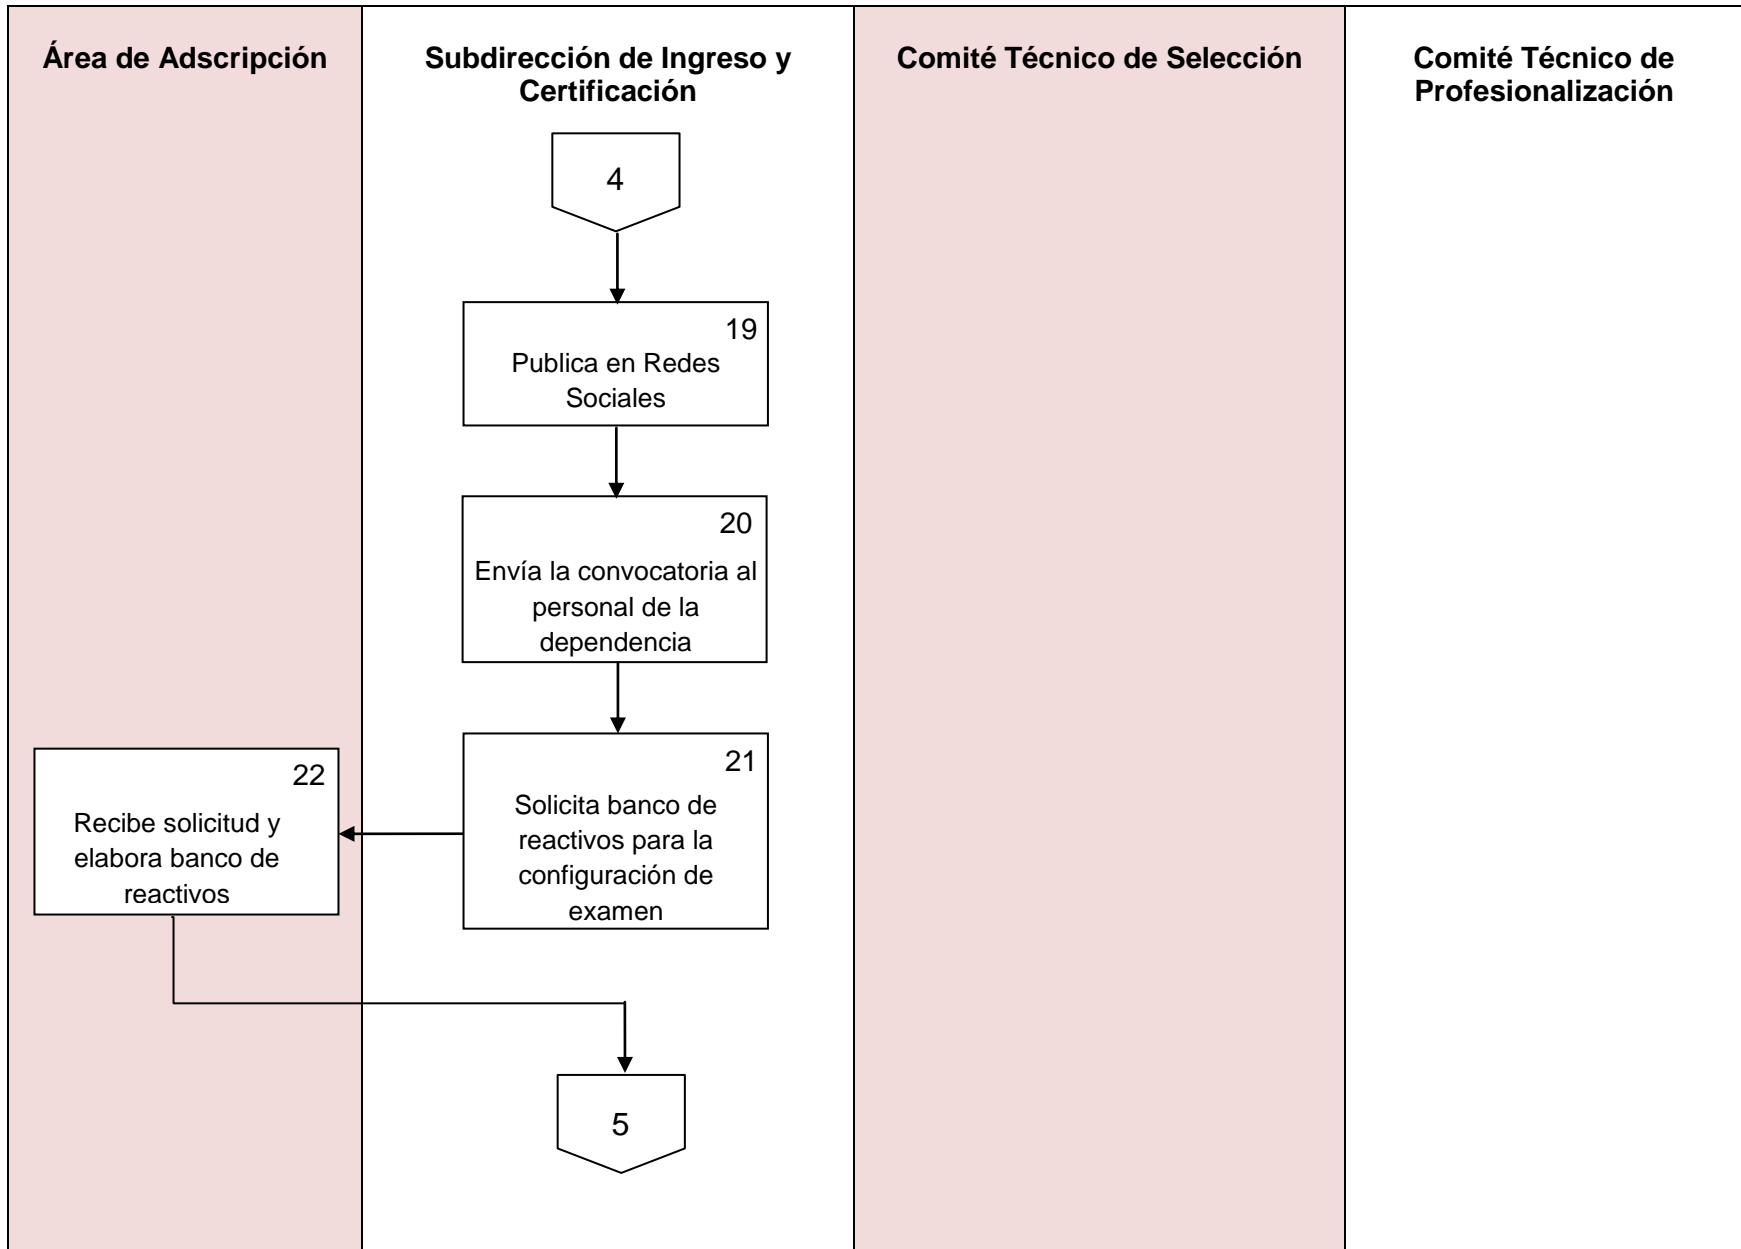 Área de Adscripción
Subdirección de Ingreso y
Certificación
Comité Técnico de Selección
Comité Técnico de
Profesionalización
4
19
Publica en Redes
Sociales
20
Envía la convocatoria al
personal de la
dependencia
21
Solicita banco de
reactivos para la
configuración de
examen
22
Recibe solicitud y
elabora banco de
reactivos
5